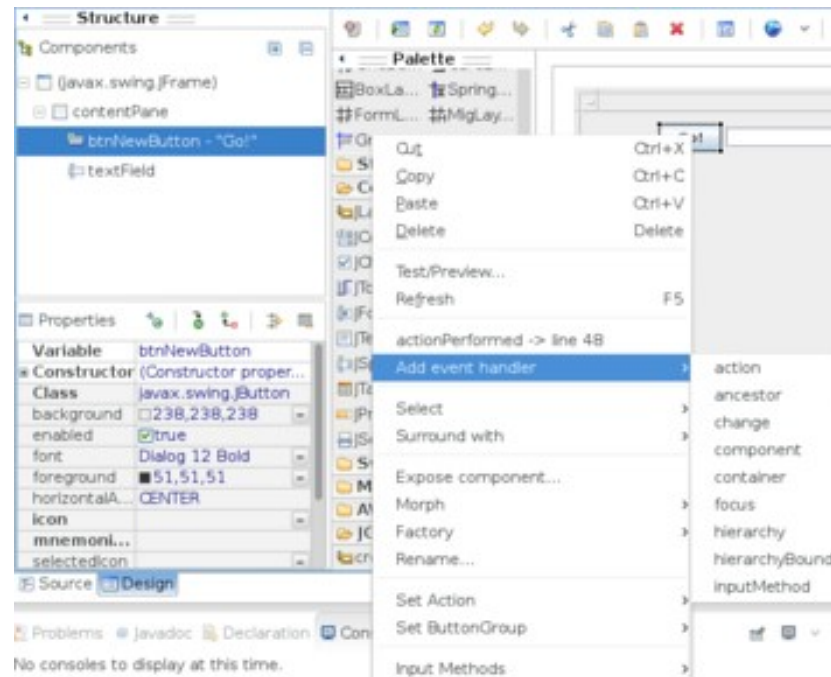 Structure
Components
(javax.swing.JFrame)
contentPane
btnNewButton - "Go!"
textField
Properties
Variable btnNewButton
Constructor (Constructor proper...
Class javax.swing.JButton
background 238,238,238
enabled true
font Dialog 12 Bold
foreground 51,51,51
horizontalA... CENTER
icon
mnemoni...
selectedIcon
Source Design
Palette
BoxLa... Spring...
FormL... MigLay...
Cut Ctrl+X
Copy Ctrl+C
Paste Ctrl+V
Delete Delete
Test/Preview...
Refresh F5
actionPerformed -> line 48
Add event handler
Select
Surround with
Expose component...
Morph
Factory
Rename...
Set Action
Set ButtonGroup
Input Methods
action
ancestor
change
component
container
focus
hierarchy
hierarchyBound
inputMethod
Problems Javadoc Declaration Con
No consoles to display at this time.